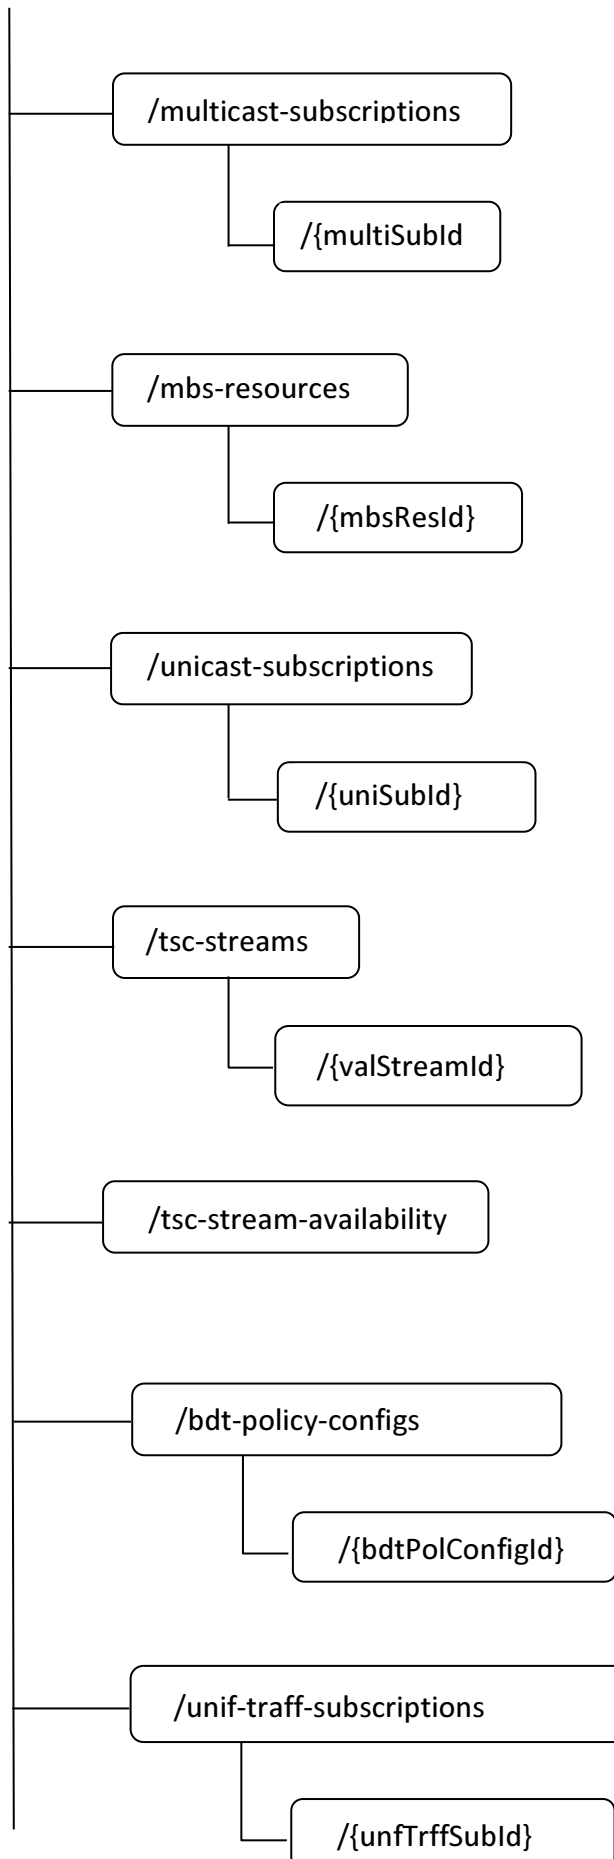 /multicast-subscriptions
/{multiSubId
/mbs-resources
/{mbsResId}
/unicast-subscriptions
/{uniSubId}
/tsc-streams
/{valStreamId}
/tsc-stream-availability
/bdt-policy-configs
/{bdtPolConfigId}
/unif-traff-subscriptions
/{unfTrffSubId}